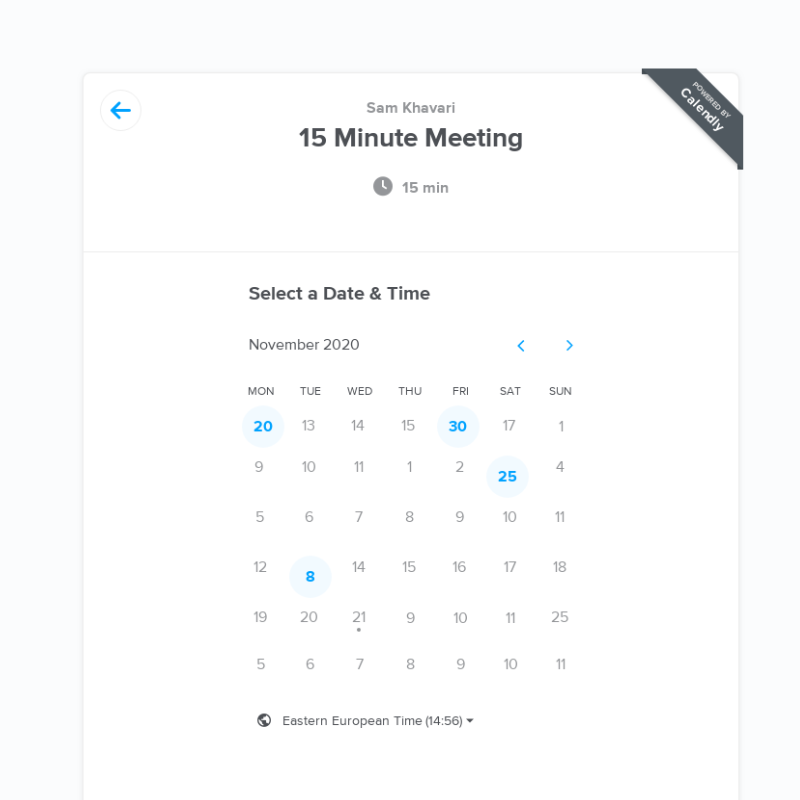 POWERED BY
Calendly
Sam Khavari
15 Minute Meeting
15 min
Select a Date & Time
November 2020
MON TUE WED THU FRI SAT SUN
20 13 14 15 30 17 1
9 10 11 1 2 25 4
5 6 7 8 9 10 11
12 8 14 15 16 17 18
19 20 21 9 10 11 25
5 6 7 8 9 10 11
Eastern European Time (14:56)